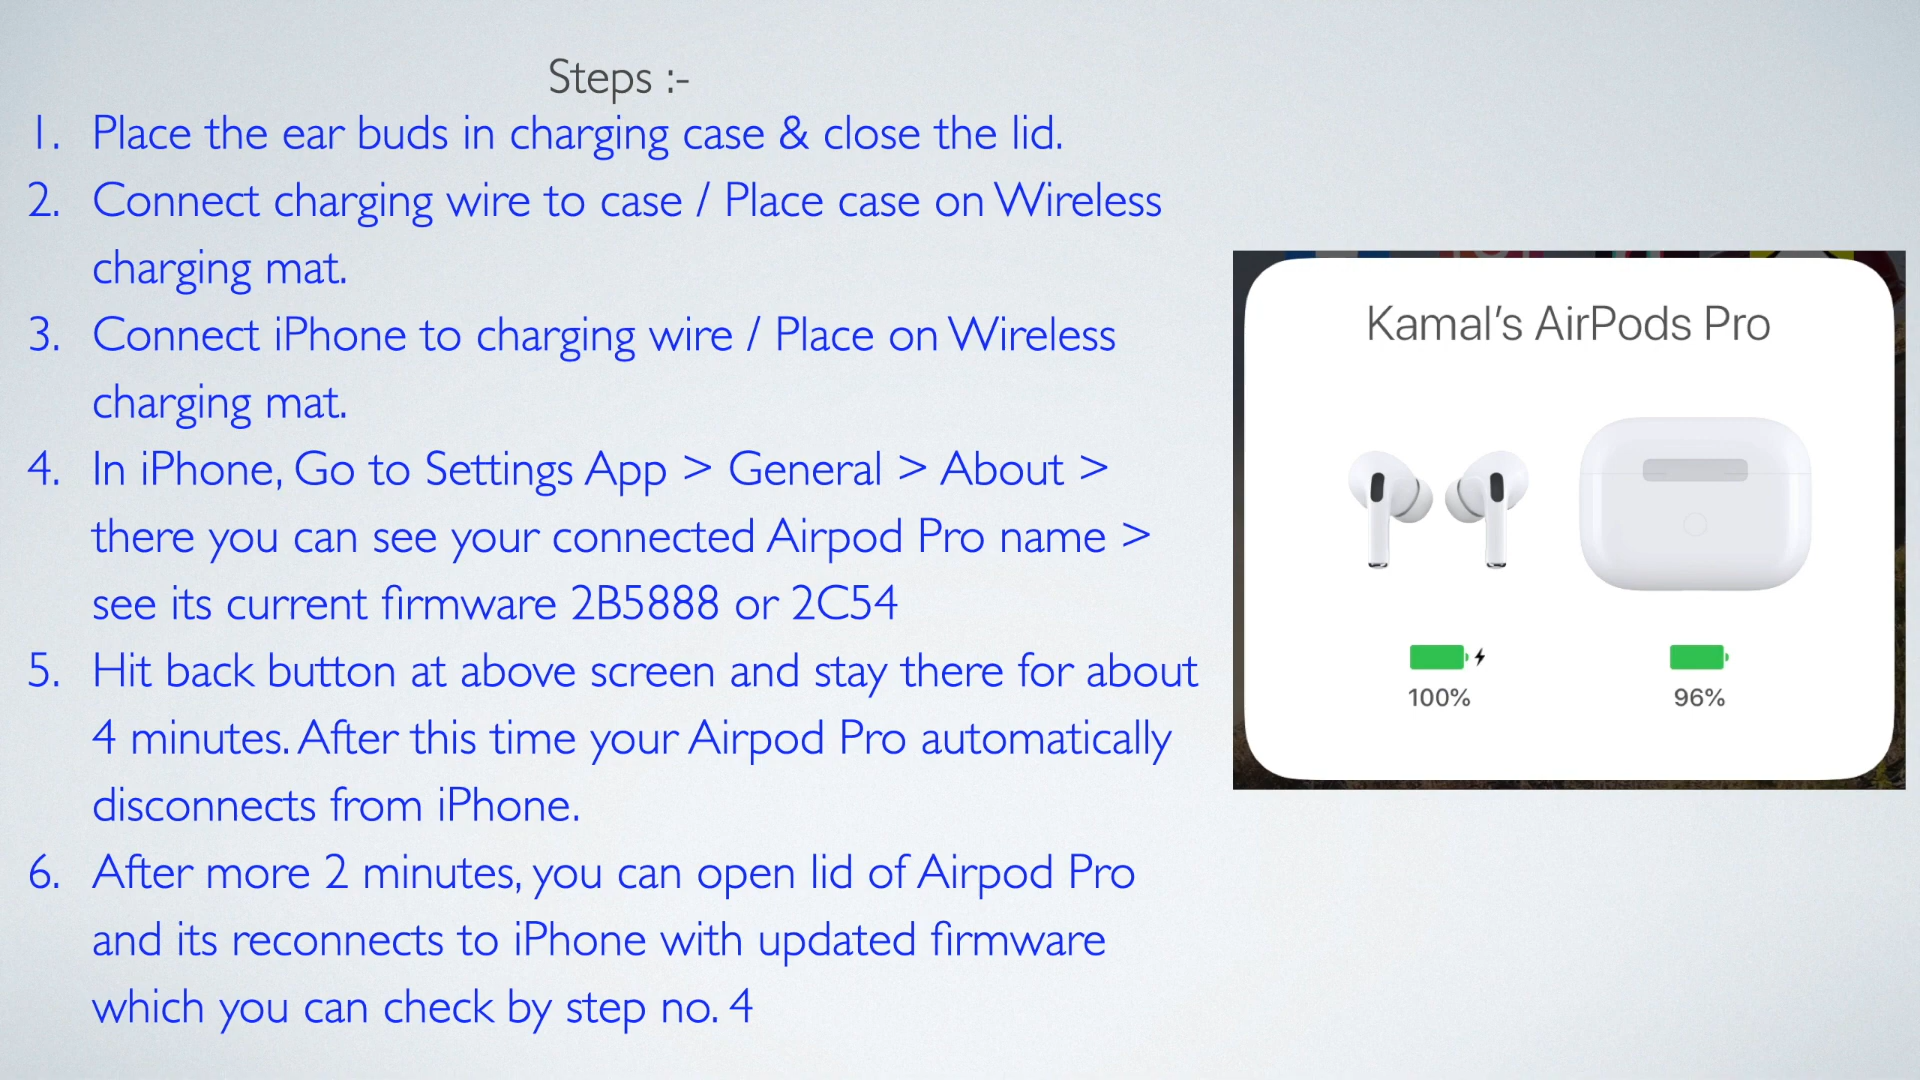 Steps :-
1. Place the ear buds in charging case & close the lid.
2. Connect charging wire to case / Place case on Wireless
charging mat.
3. Connect iPhone to charging wire / Place on Wireless
charging mat.
4. In iPhone, Go to Settings App > General > About >
there you can see your connected Airpod Pro name >
see its current firmware 2B5888 or 2C54
5. Hit back button at above screen and stay there for about
4 minutes. After this time your Airpod Pro automatically
disconnects from iPhone.
6. After more 2 minutes, you can open lid of Airpod Pro
and its reconnects to iPhone with updated firmware
which you can check by step no. 4
Kamal's AirPods Pro
100%
96%